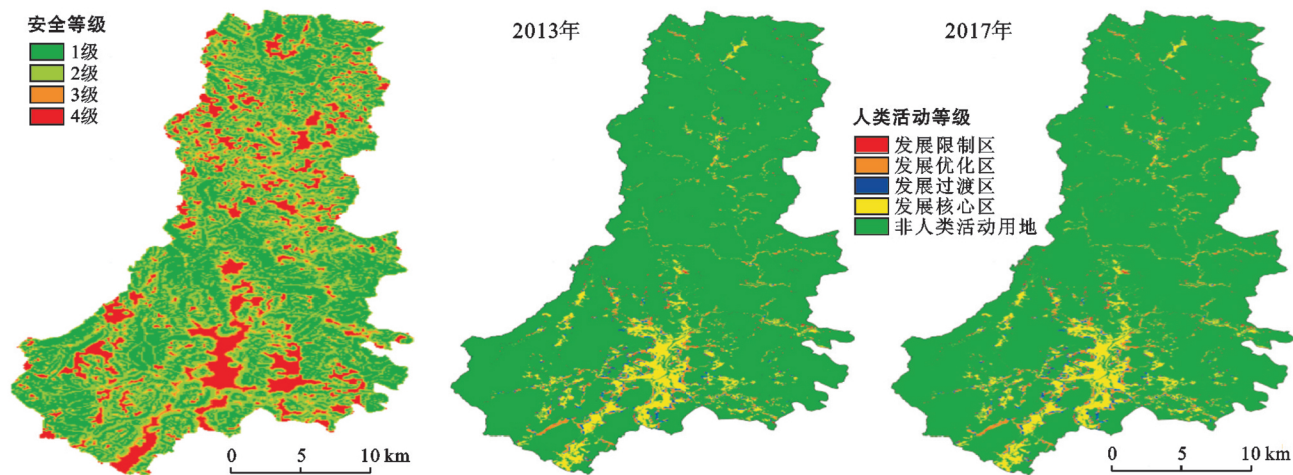 安全等级
1级
2级
3级
4级
0 5 10 km
2013年
2017年
人类活动等级
发展限制区
发展优化区
发展过渡区
发展核心区
非人类活动用地
0 5 10 km